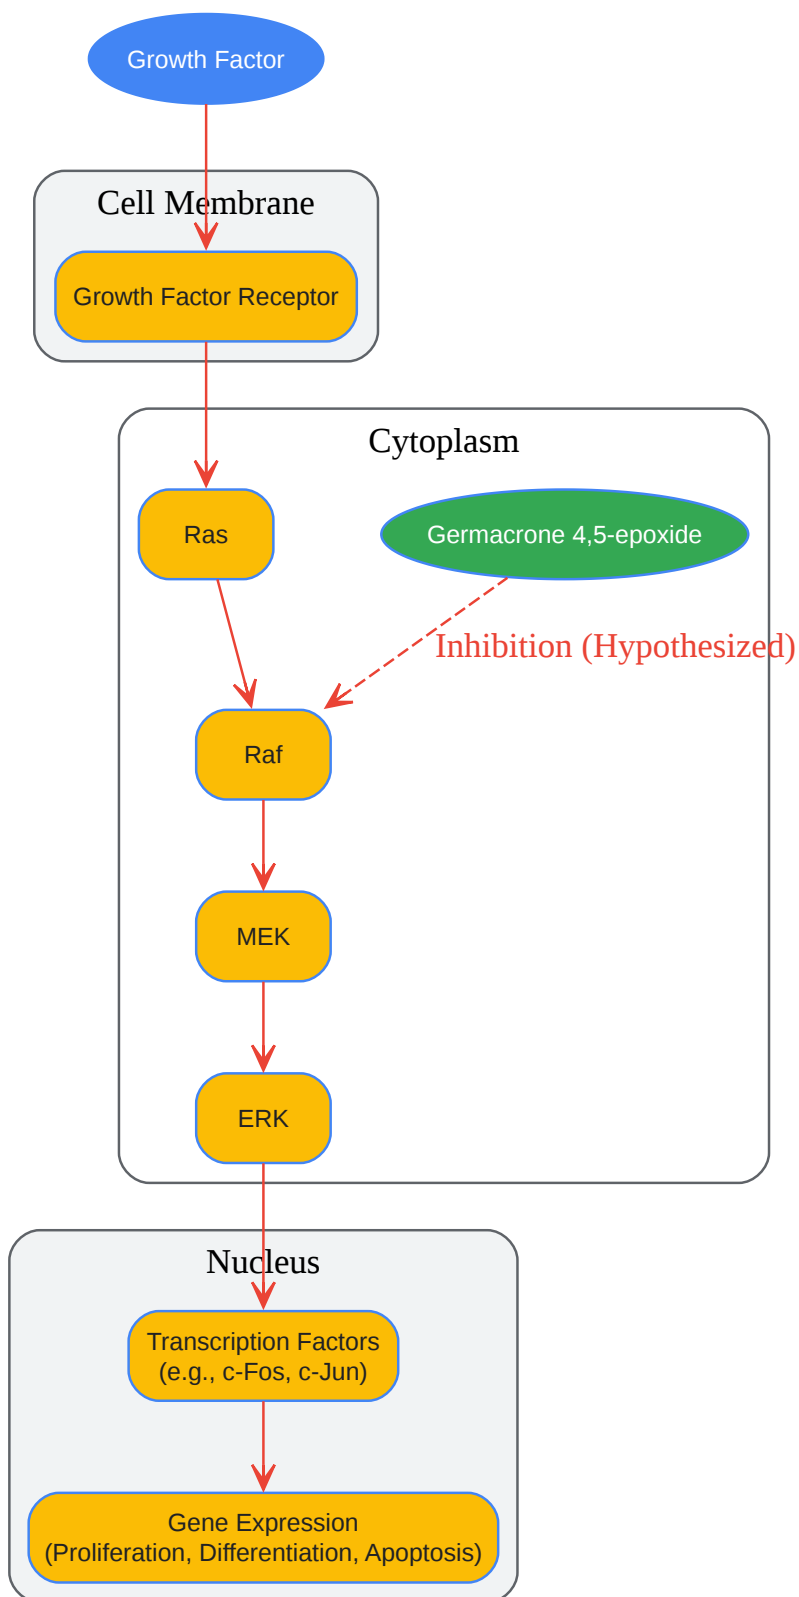 Growth Factor
Cell Membrane
Growth Factor Receptor
Cytoplasm
Ras
Germacrone 4,5-epoxide
Inhibition (Hypothesized)
Raf
MEK
ERK
Nucleus
Transcription Factors
(e.g., c-Fos, c-Jun)
Gene Expression
(Proliferation, Differentiation, Apoptosis)